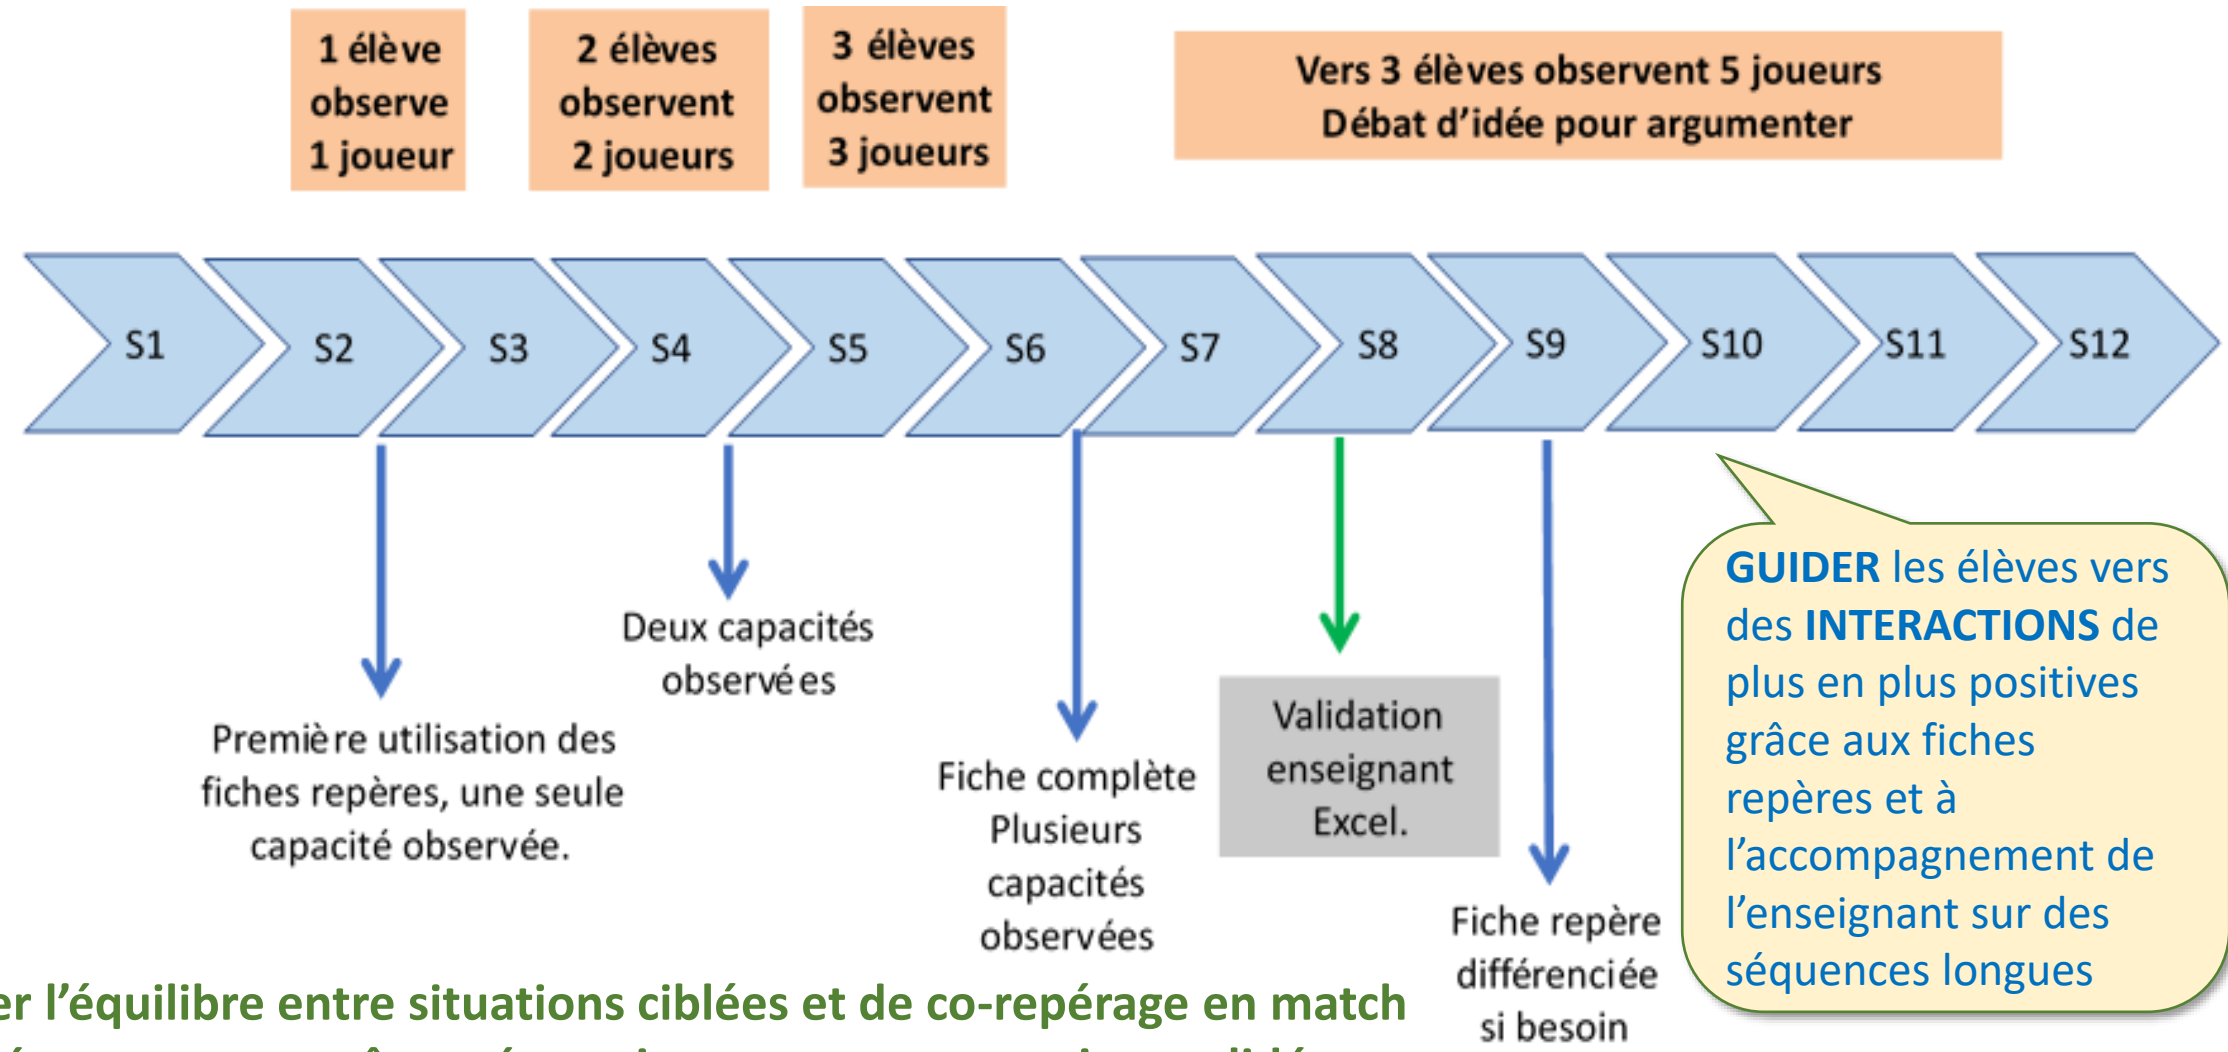 1 élève
observe
1 joueur
2 élèves
observent
2 joueurs
3 élèves
observent
3 joueurs
Vers 3 élèves observent 5 joueurs
Débat d'idée pour argumenter
S1
S2
S3
S4
S5
S6
S7
S8
S9
S10
S11
S12
Première utilisation des
fiches repères, une seule
capacité observée.
Deux capacités
observées
Fiche complète
Plusieurs
capacités
observées
Validation
enseignant
Excel.
Fiche repère
différenciée
si besoin
GUIDER les élèves vers
des INTERACTIONS de
plus en plus positives
grâce aux fiches
repères et à
l'accompagnement de
l'enseignant sur des
séquences longues
er l'équilibre entre situations ciblées et de co-repérage en match